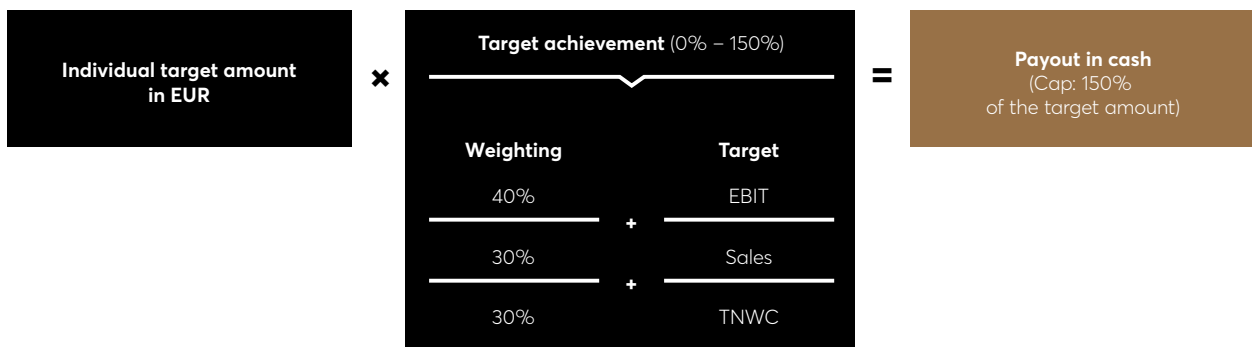 Individual target amount
in EUR
×
Target achievement (0% – 150%)
=
Payout in cash
(Cap: 150%
of the target amount)
Weighting Target
40% EBIT
+
30% Sales
+
30% TNWC